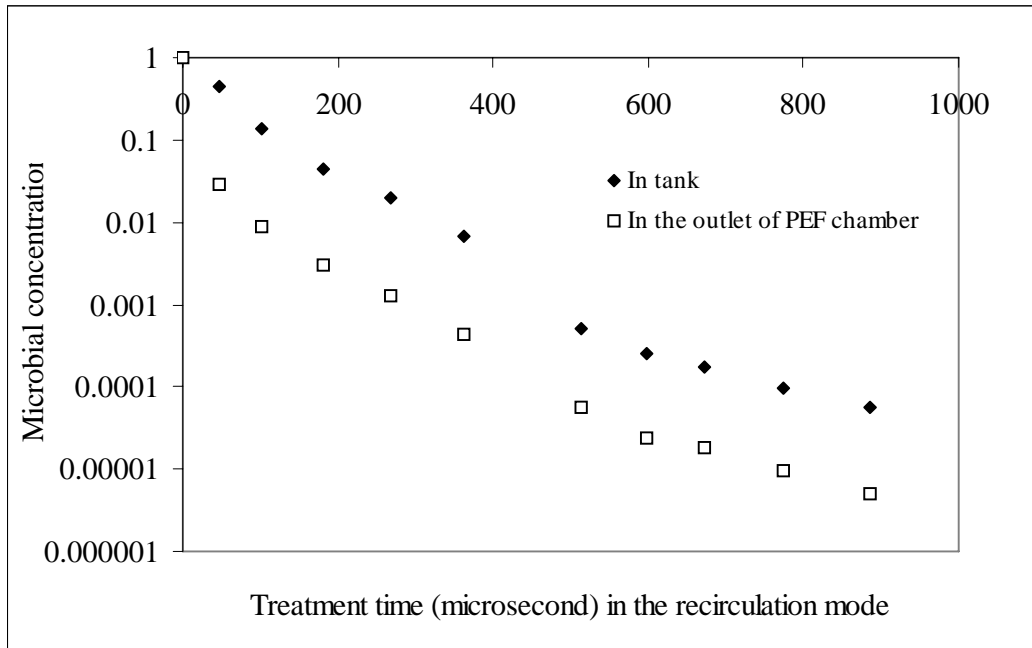 1
0 200 400 600 800 1000
0.1
In tank
0.01
In the outlet of PEF chamber
0.001
0.0001
0.00001
0.000001
Microbial concentration
Treatment time (microsecond) in the recirculation mode